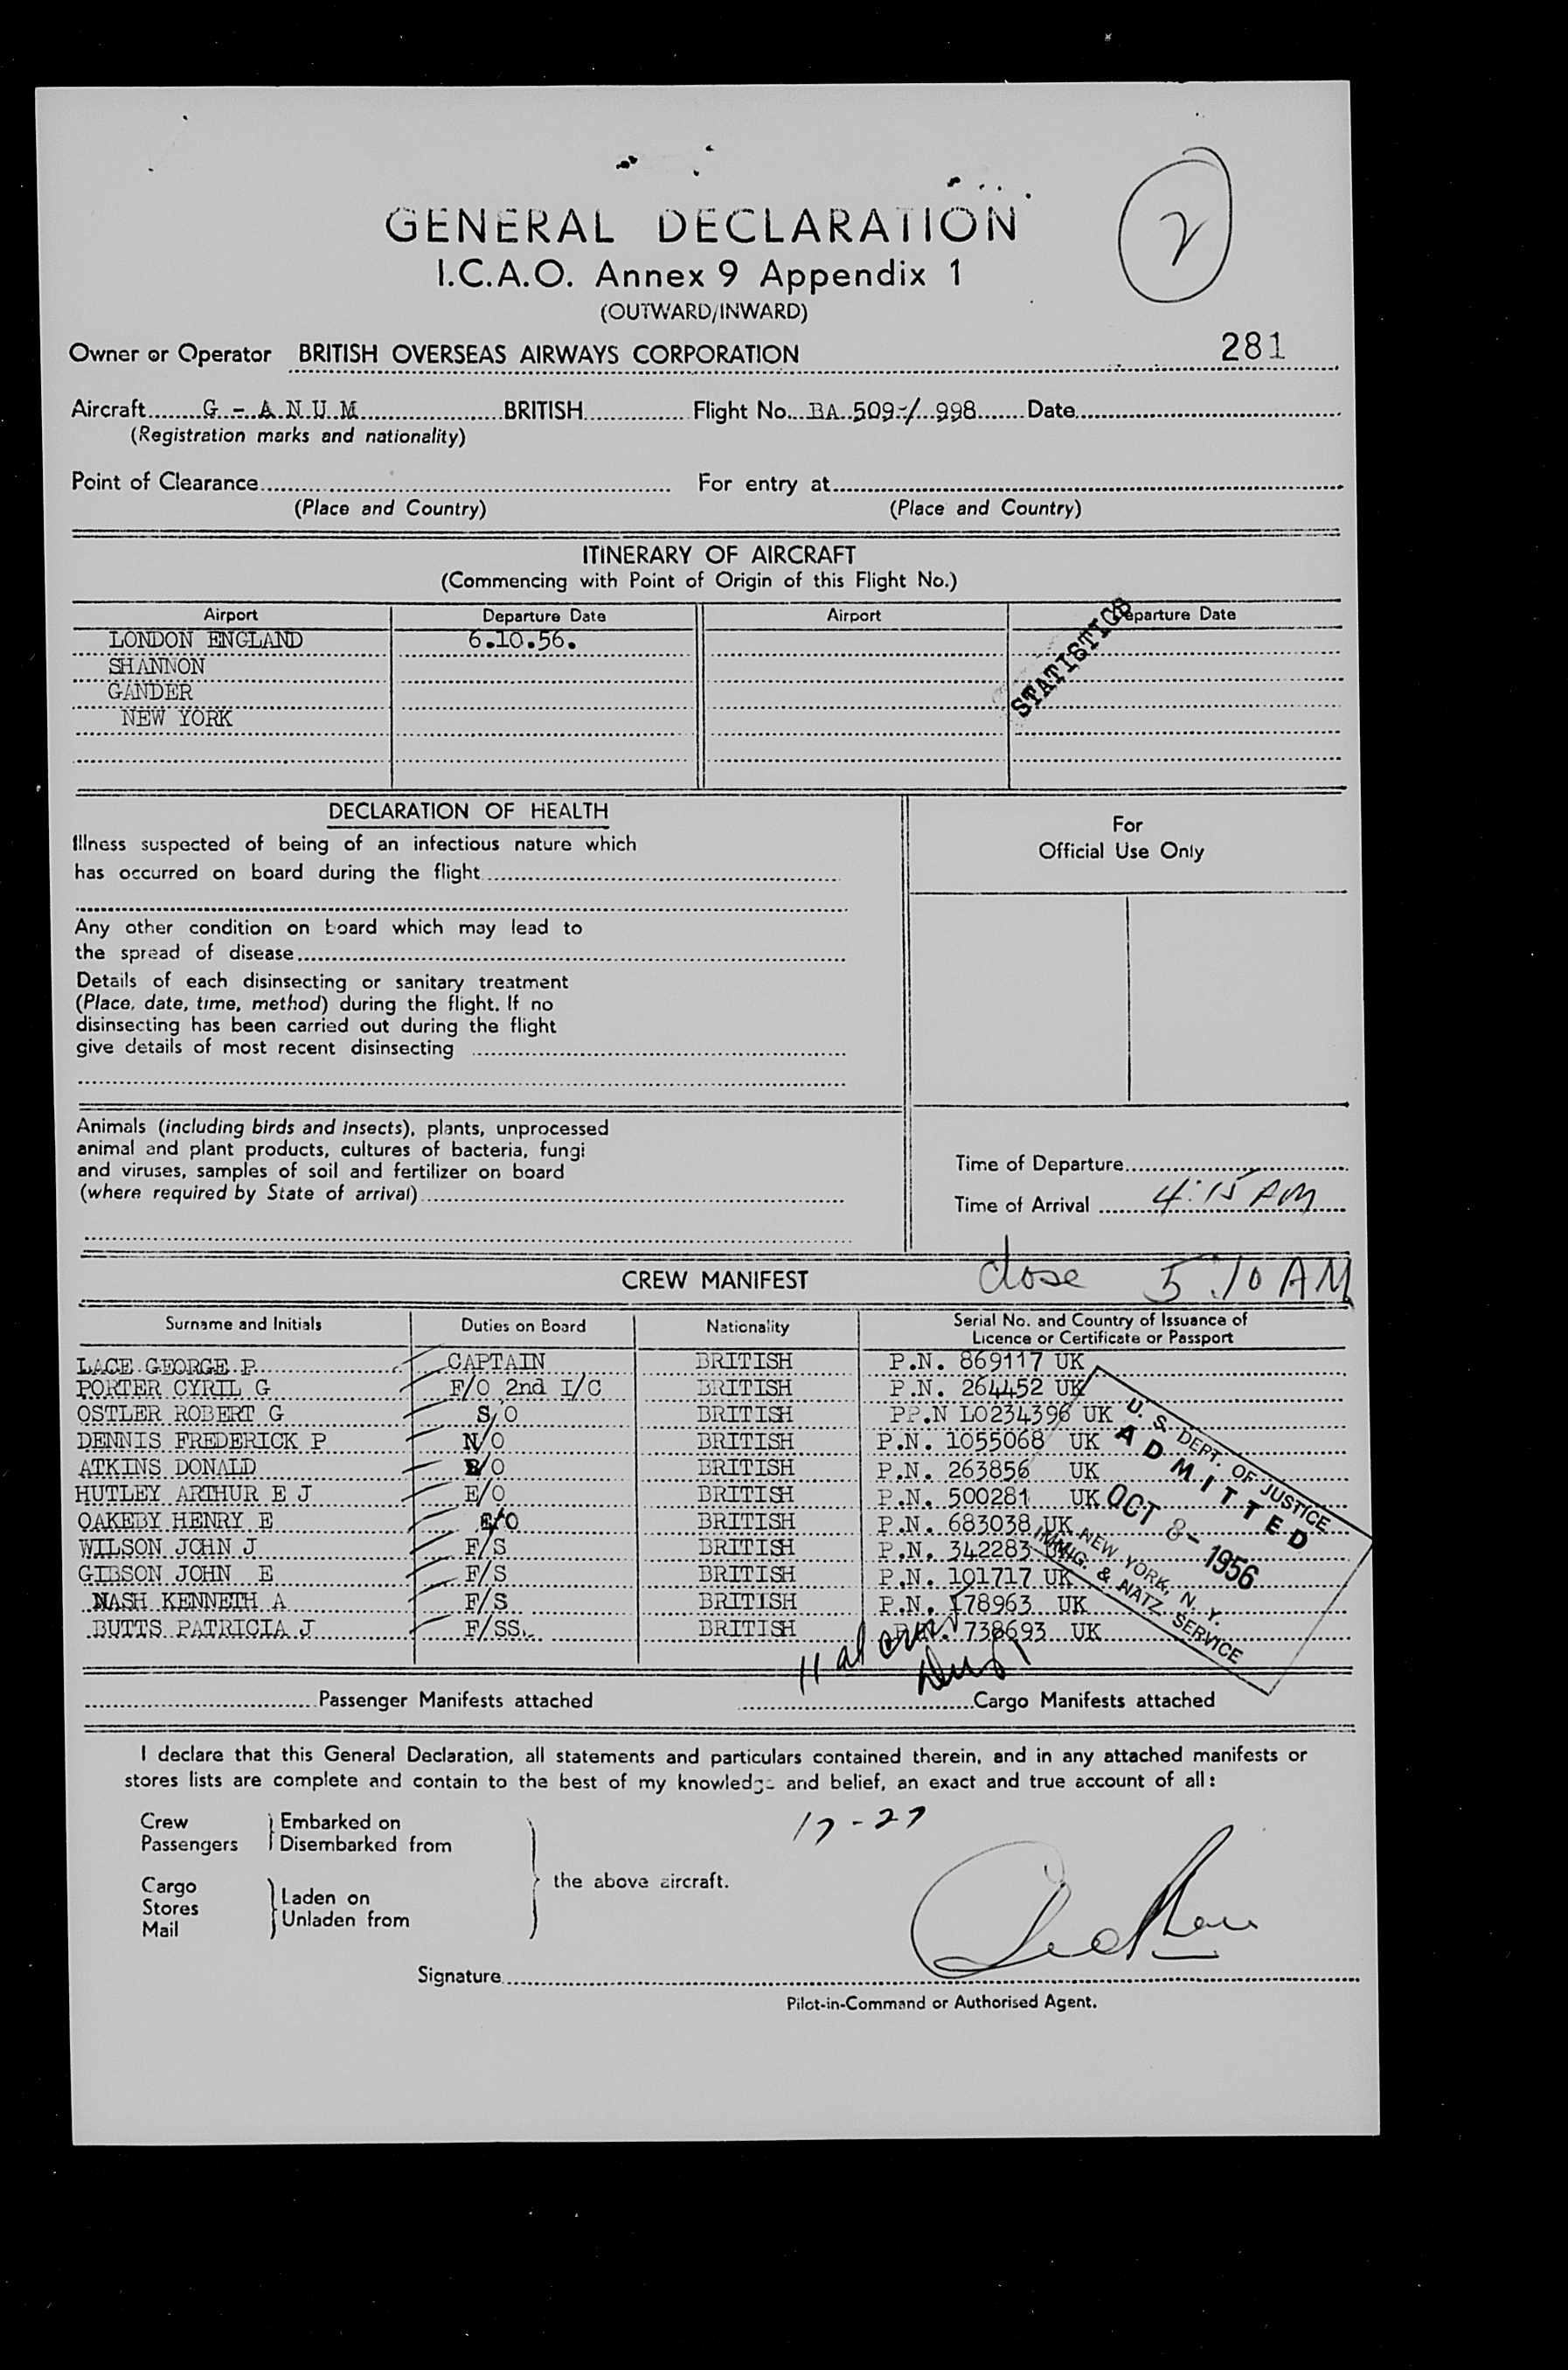 2
GENERAL DECLARATION
I.C.A.O. Annex 9 Appendix 1
(OUTWARD/INWARD)
Owner or Operator BRITISH OVERSEAS AIRWAYS CORPORATION 281
Aircraft G - A N U M BRITISH Flight No. BA 509-/ 998 Date
(Registration marks and nationality)
Point of Clearance For entry at
(Place and Country) (Place and Country)
ITINERARY OF AIRCRAFT
(Commencing with Point of Origin of this Flight No.)
Airport Departure Date Airport Departure Date
LONDON ENGLAND 6.10.56.
SHANNON
GANDER
NEW YORK
STATISTICS
DECLARATION OF HEALTH
Illness suspected of being of an infectious nature which
has occurred on board during the flight
Any other condition on board which may lead to
the spread of disease
Details of each disinsecting or sanitary treatment
(Place, date, time, method) during the flight. If no
disinsecting has been carried out during the flight
give details of most recent disinsecting
For
Official Use Only
Animals (including birds and insects), plants, unprocessed
animal and plant products, cultures of bacteria, fungi
and viruses, samples of soil and fertilizer on board
(where required by State of arrival)
Time of Departure
Time of Arrival 4:15 AM
CREW MANIFEST close 5.10 AM
Surname and Initials Duties on Board Nationality Serial No. and Country of Issuance of
Licence or Certificate or Passport
LACE GEORGE P CAPTAIN BRITISH P.N. 869117 UK
PORTER CYRIL G F/O 2nd I/C BRITISH P.N. 264452 UK
OSTLER ROBERT G S/O BRITISH PP.N LO234396 UK
DENNIS FREDERICK P N/O BRITISH P.N. 1055068 UK
ATKINS DONALD R/O BRITISH P.N. 263856 UK
HUTLEY ARTHUR E J E/O BRITISH P.N. 500281 UK
OAKEBY HENRY E E/O BRITISH P.N. 683038 UK
WILSON JOHN J F/S BRITISH P.N. 342283 UK
GIBSON JOHN E F/S BRITISH P.N. 101717 UK
NASH KENNETH A F/S BRITISH P.N. 178963 UK
BUTTS PATRICIA J F/SS. BRITISH P.N. 738693 UK
U. S. DEPT. OF JUSTICE
ADMITTED
OCT 8- 1956
NEW YORK, N. Y.
IMMIG. & NATZ. SERVICE
11 al crew
Passenger Manifests attached Cargo Manifests attached
I declare that this General Declaration, all statements and particulars contained therein, and in any attached manifests or
stores lists are complete and contain to the best of my knowledge and belief, an exact and true account of all:
Crew Embarked on
Passengers Disembarked from
17-27
the above aircraft.
Cargo
Stores Laden on
Mail Unladen from
Signature
Pilot-in-Command or Authorised Agent.